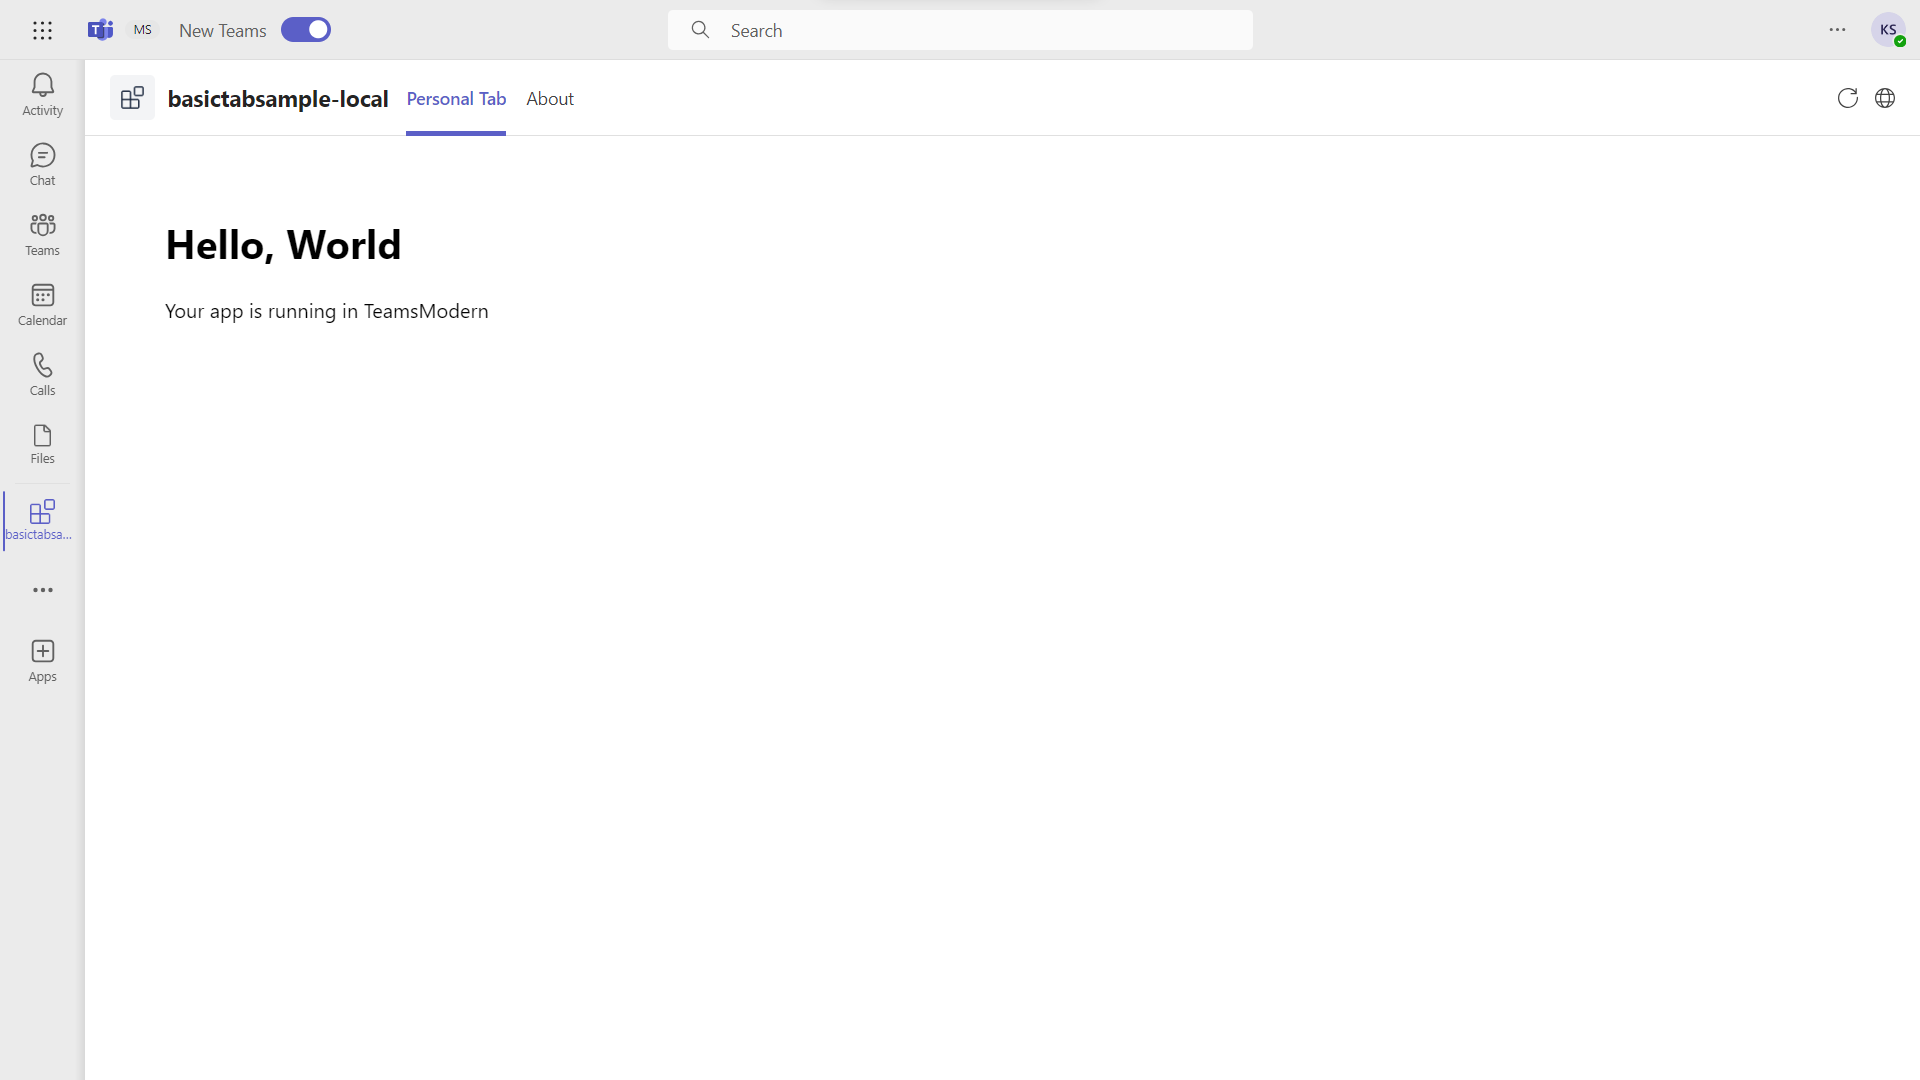 MS
New Teams
Search
KS
Activity
Chat
Teams
Calendar
Calls
Files
basictabsa...
Apps
basictabsample-local
Personal Tab
About
Hello, World
Your app is running in TeamsModern